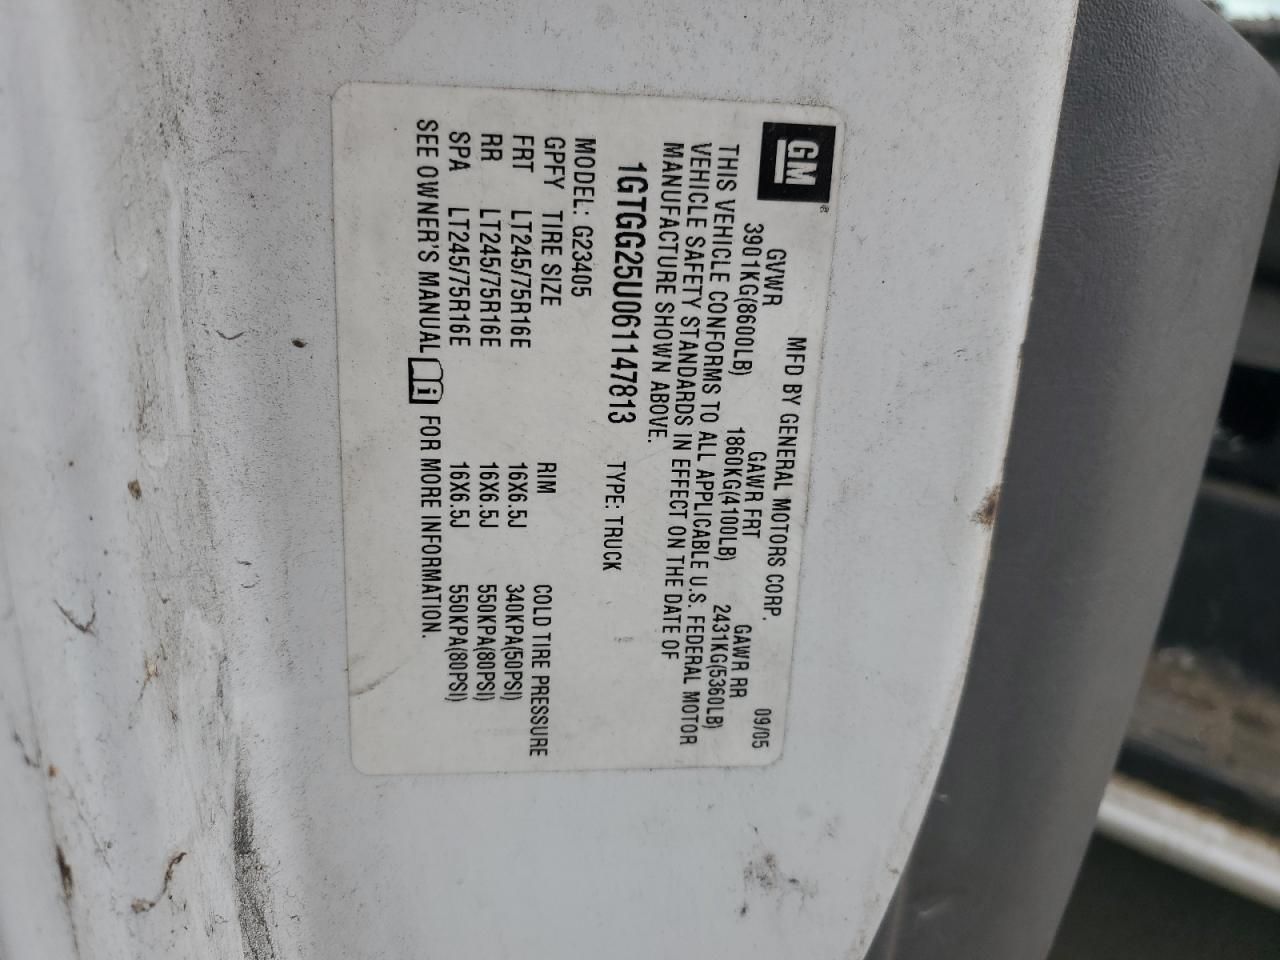 GM
MFD BY GENERAL MOTORS CORP. 09/05
GVWR GAWR FRT GAWR RR
3901KG(8600LB) 1860KG(4100LB) 2431KG(5360LB)
THIS VEHICLE CONFORMS TO ALL APPLICABLE U.S. FEDERAL MOTOR
VEHICLE SAFETY STANDARDS IN EFFECT ON THE DATE OF
MANUFACTURE SHOWN ABOVE.
1GTGG25U061147813 TYPE: TRUCK
MODEL: G23405
GPFY TIRE SIZE RIM COLD TIRE PRESSURE
FRT LT245/75R16E 16X6.5J 340KPA(50PSI)
RR LT245/75R16E 16X6.5J 550KPA(80PSI)
SPA LT245/75R16E 16X6.5J 550KPA(80PSI)
SEE OWNER'S MANUAL i FOR MORE INFORMATION.